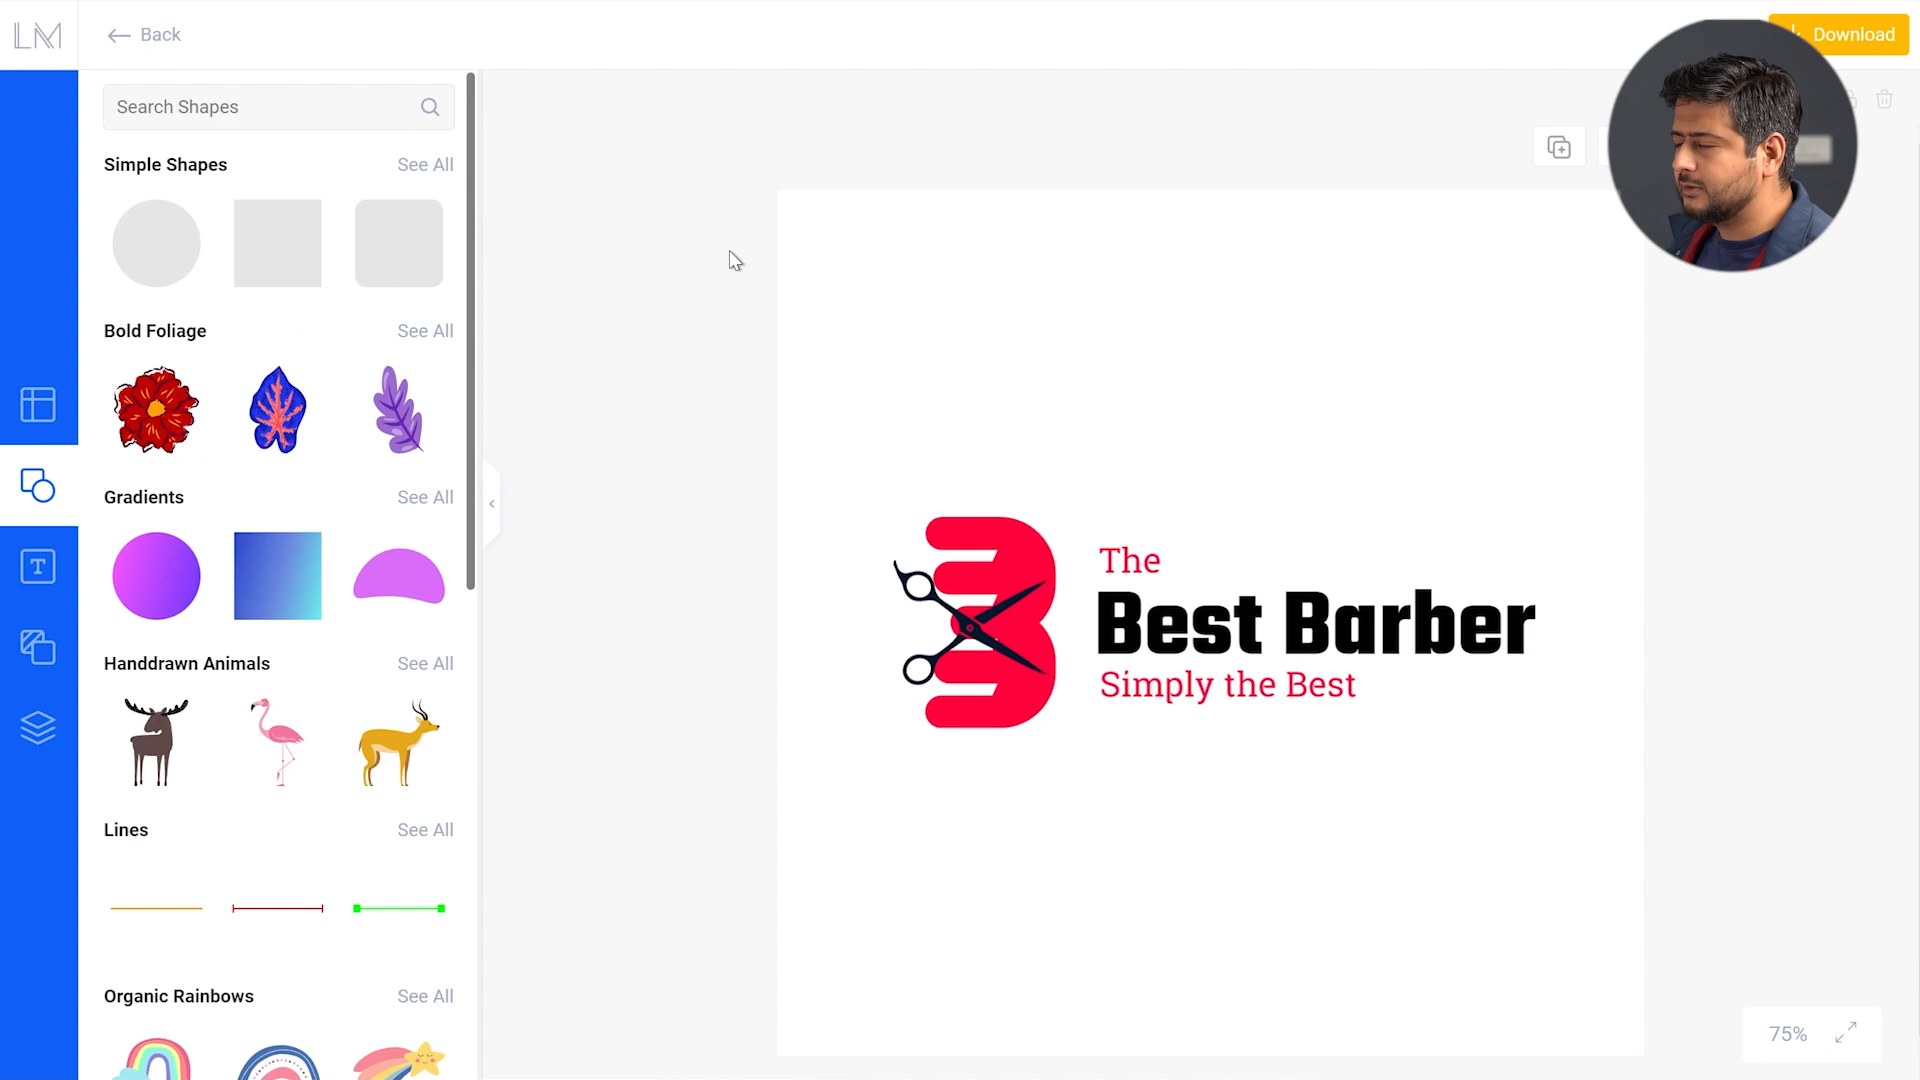 LM
Back
Download
Search Shapes
Simple Shapes
See All
Bold Foliage
See All
Gradients
See All
Handdrawn Animals
See All
Lines
See All
Organic Rainbows
See All
The
Best Barber
Simply the Best
75%